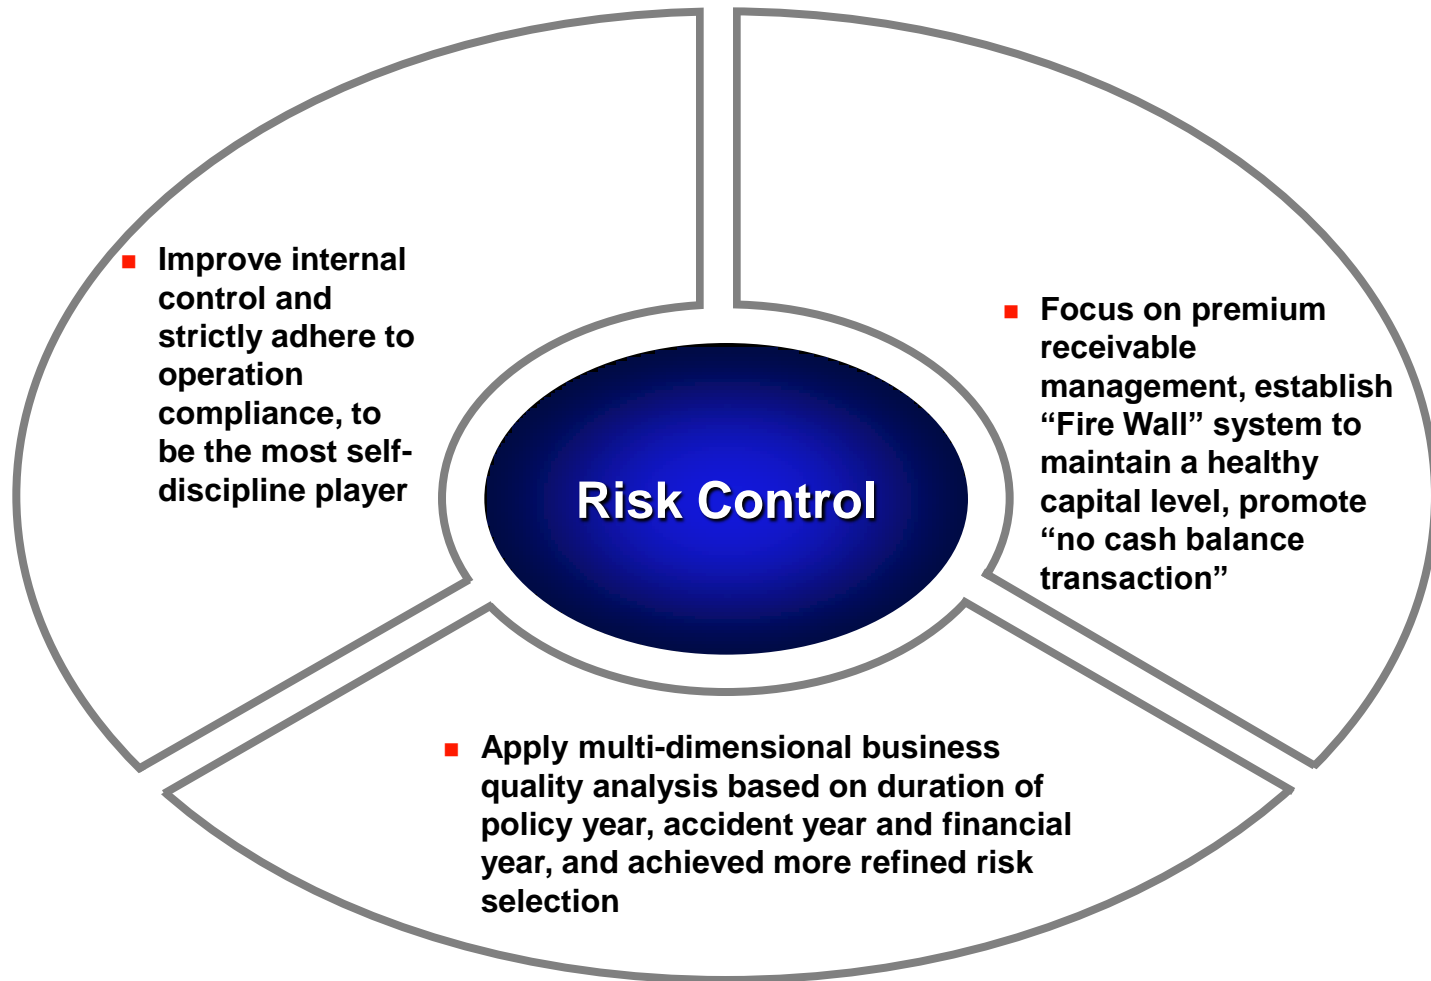 Improve internal
control and
strictly adhere to
operation
compliance, to
be the most self-
discipline player
Focus on premium
receivable
management, establish
“Fire Wall” system to
maintain a healthy
capital level, promote
“no cash balance
transaction”
Risk Control
Apply multi-dimensional business
quality analysis based on duration of
policy year, accident year and financial
year, and achieved more refined risk
selection